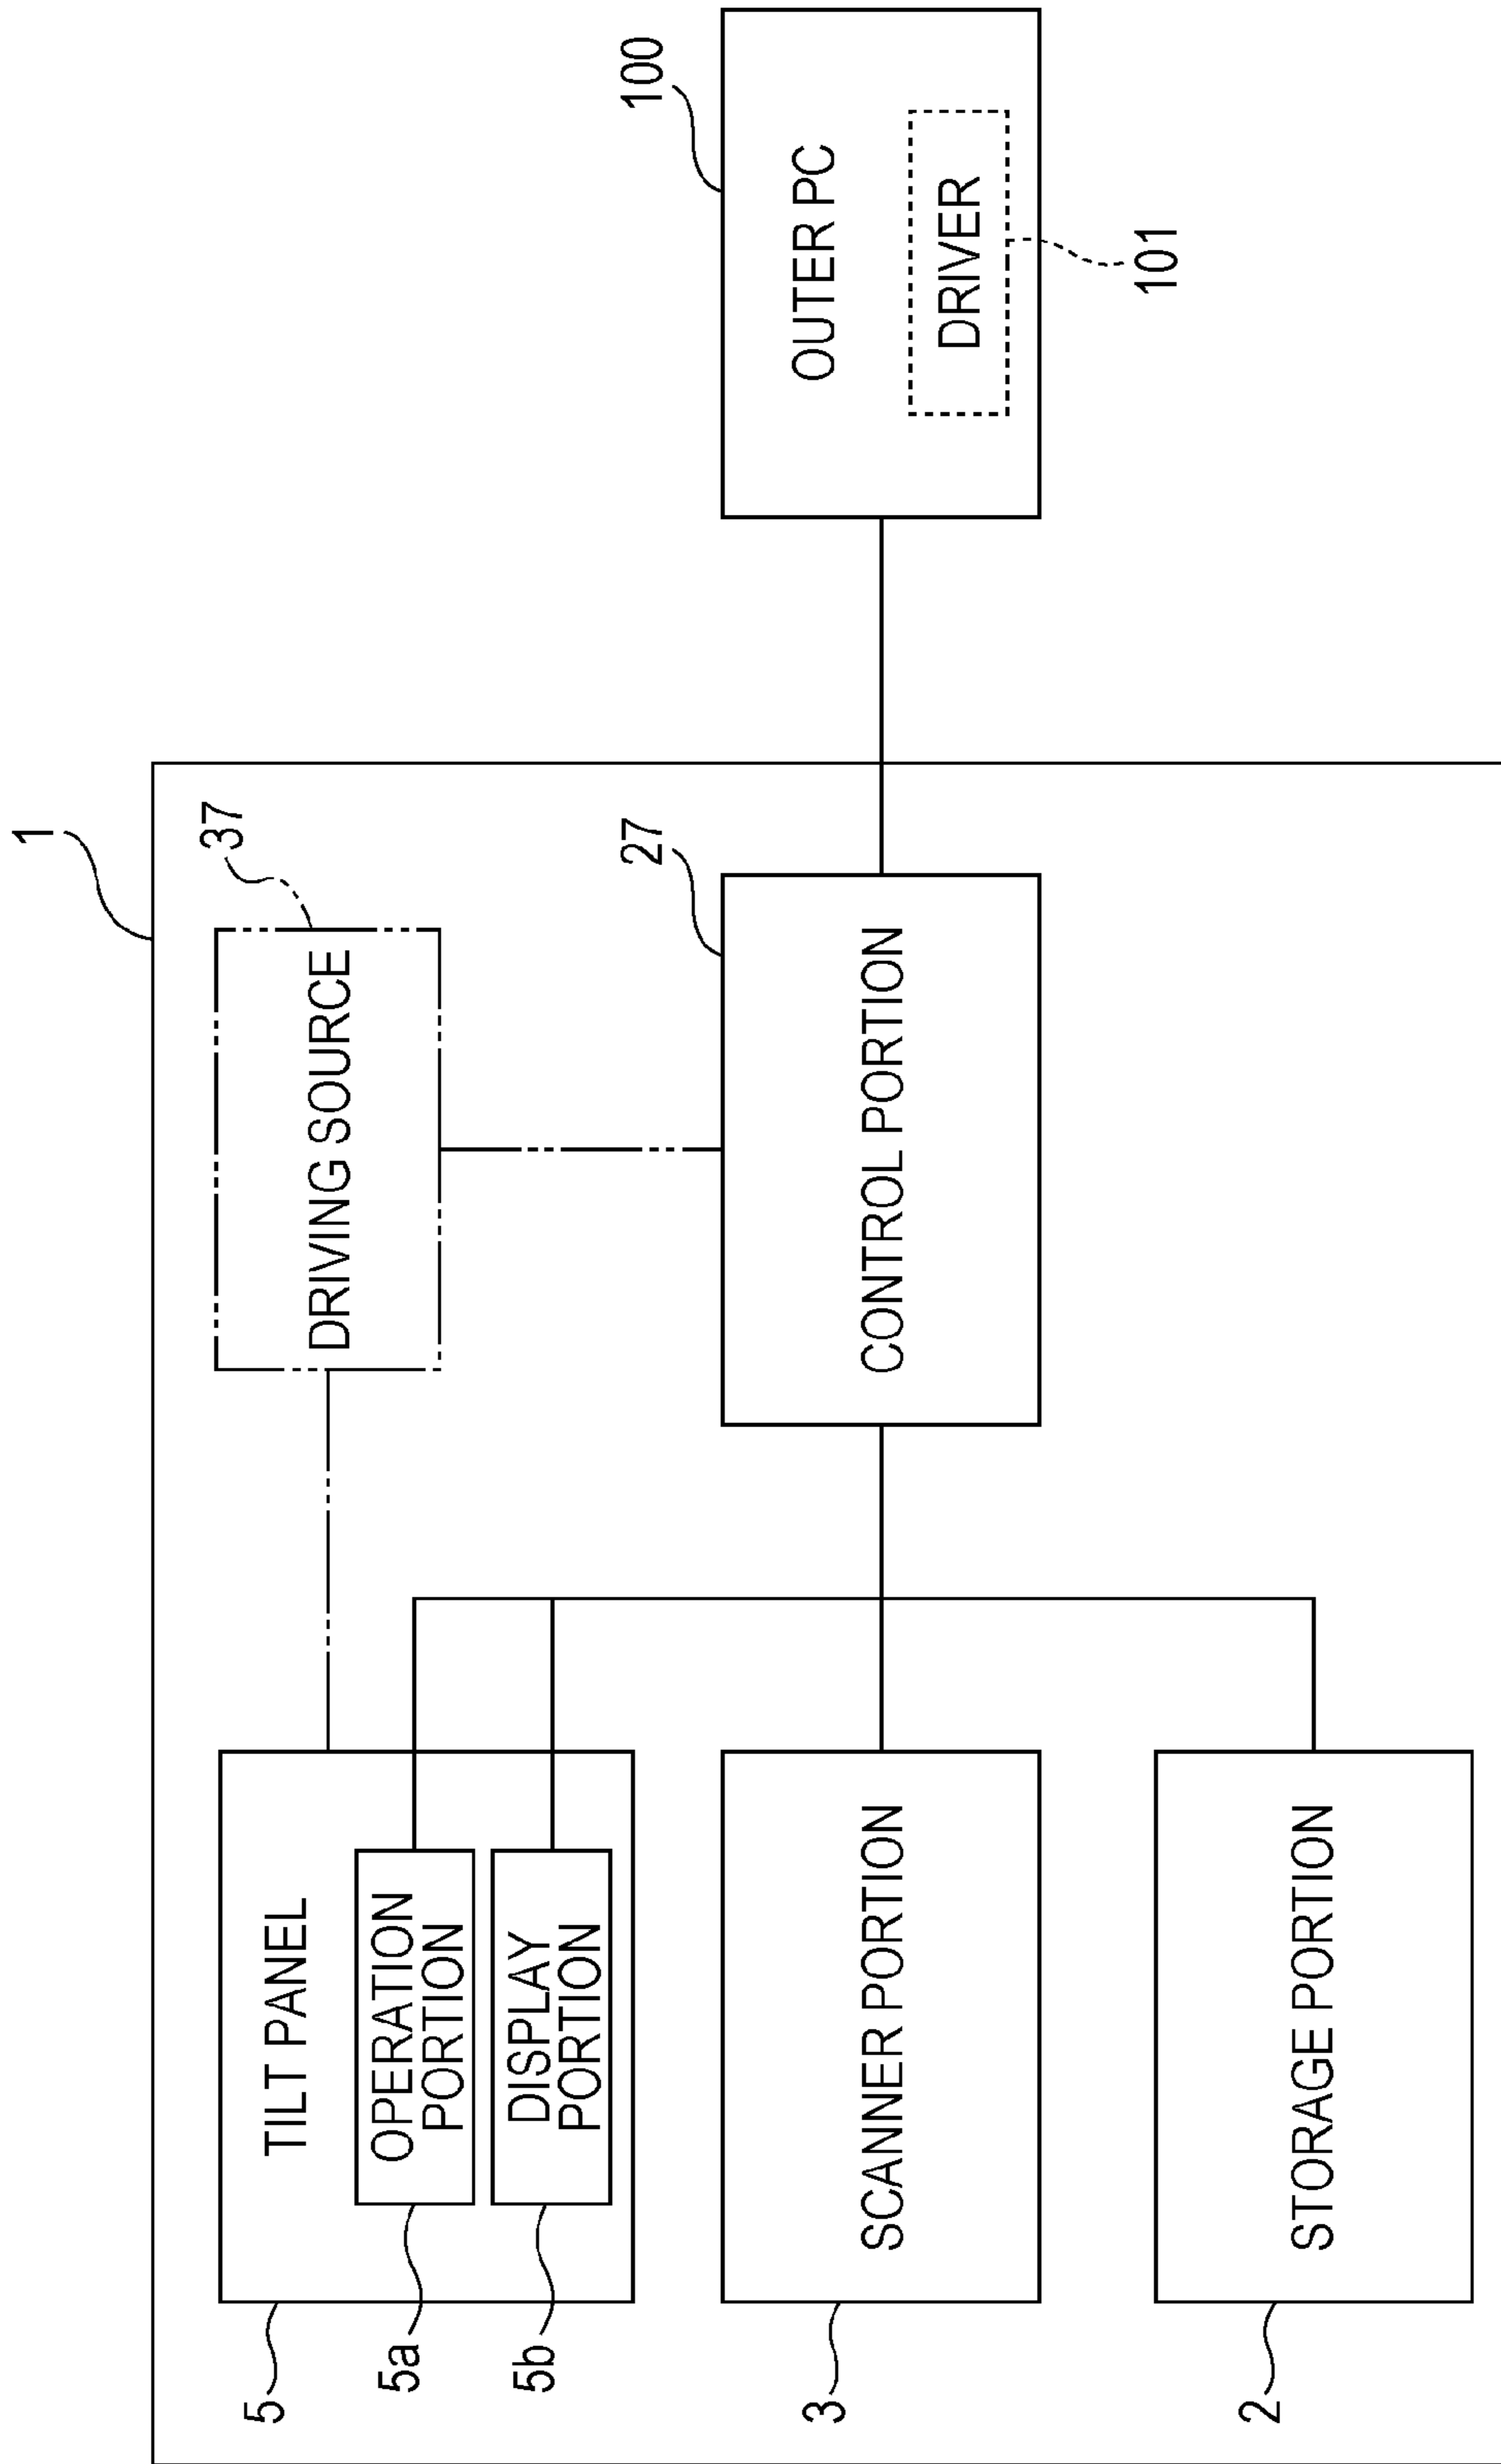 1
5
TILT PANEL
5a
OPERATION
PORTION
5b
DISPLAY
PORTION
37
DRIVING SOURCE
3
SCANNER PORTION
27
CONTROL PORTION
100
OUTER PC
DRIVER
101
2
STORAGE PORTION